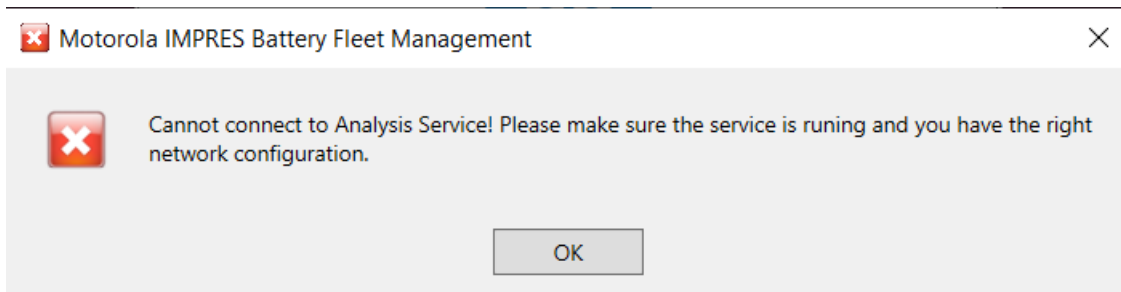 Motorola IMPRES Battery Fleet Management
Cannot connect to Analysis Service! Please make sure the service is runing and you have the right
network configuration.
OK